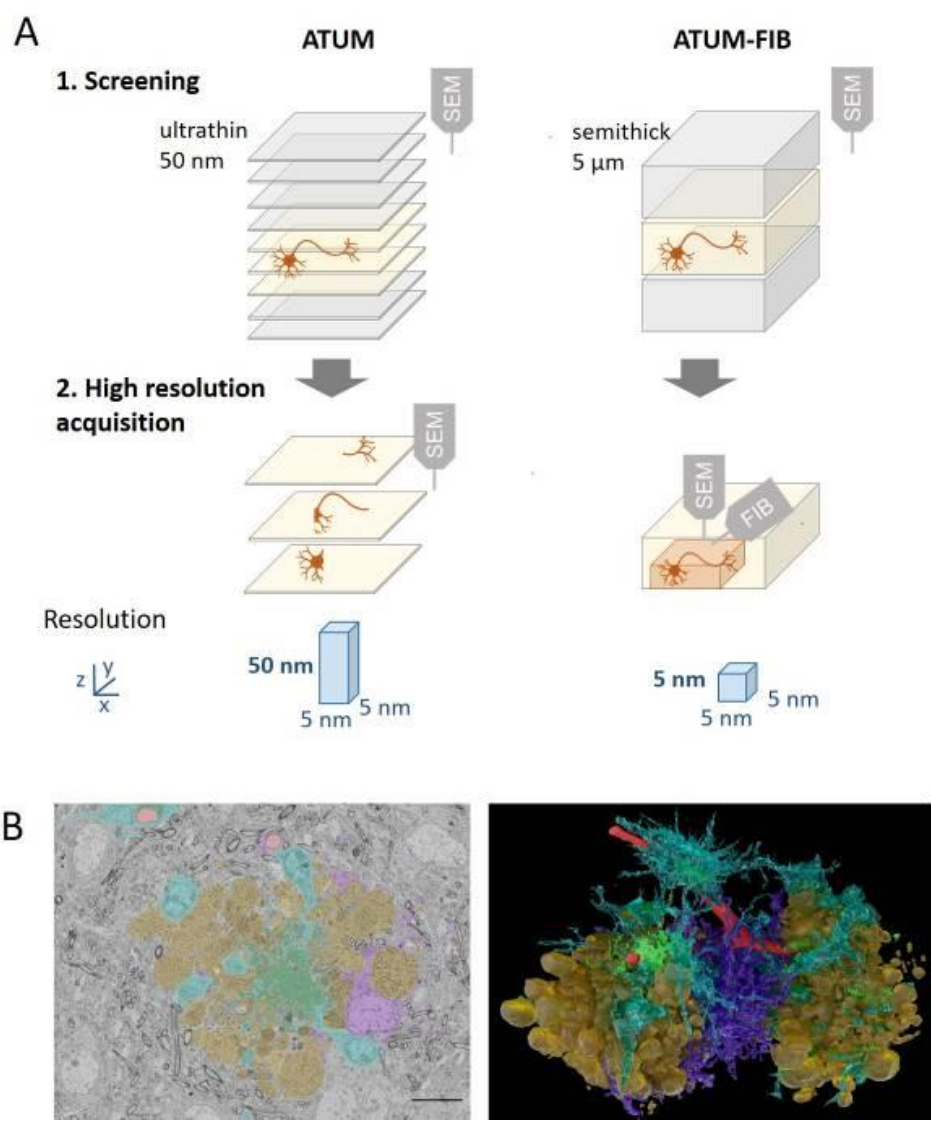 A
ATUM
ATUM-FIB
1. Screening
SEM
SEM
ultrathin
50 nm
semithick
5 µm
2. High resolution
acquisition
SEM
SEM
FIB
Resolution
z y
x
50 nm
5 nm
5 nm
5 nm
5 nm
5 nm
B